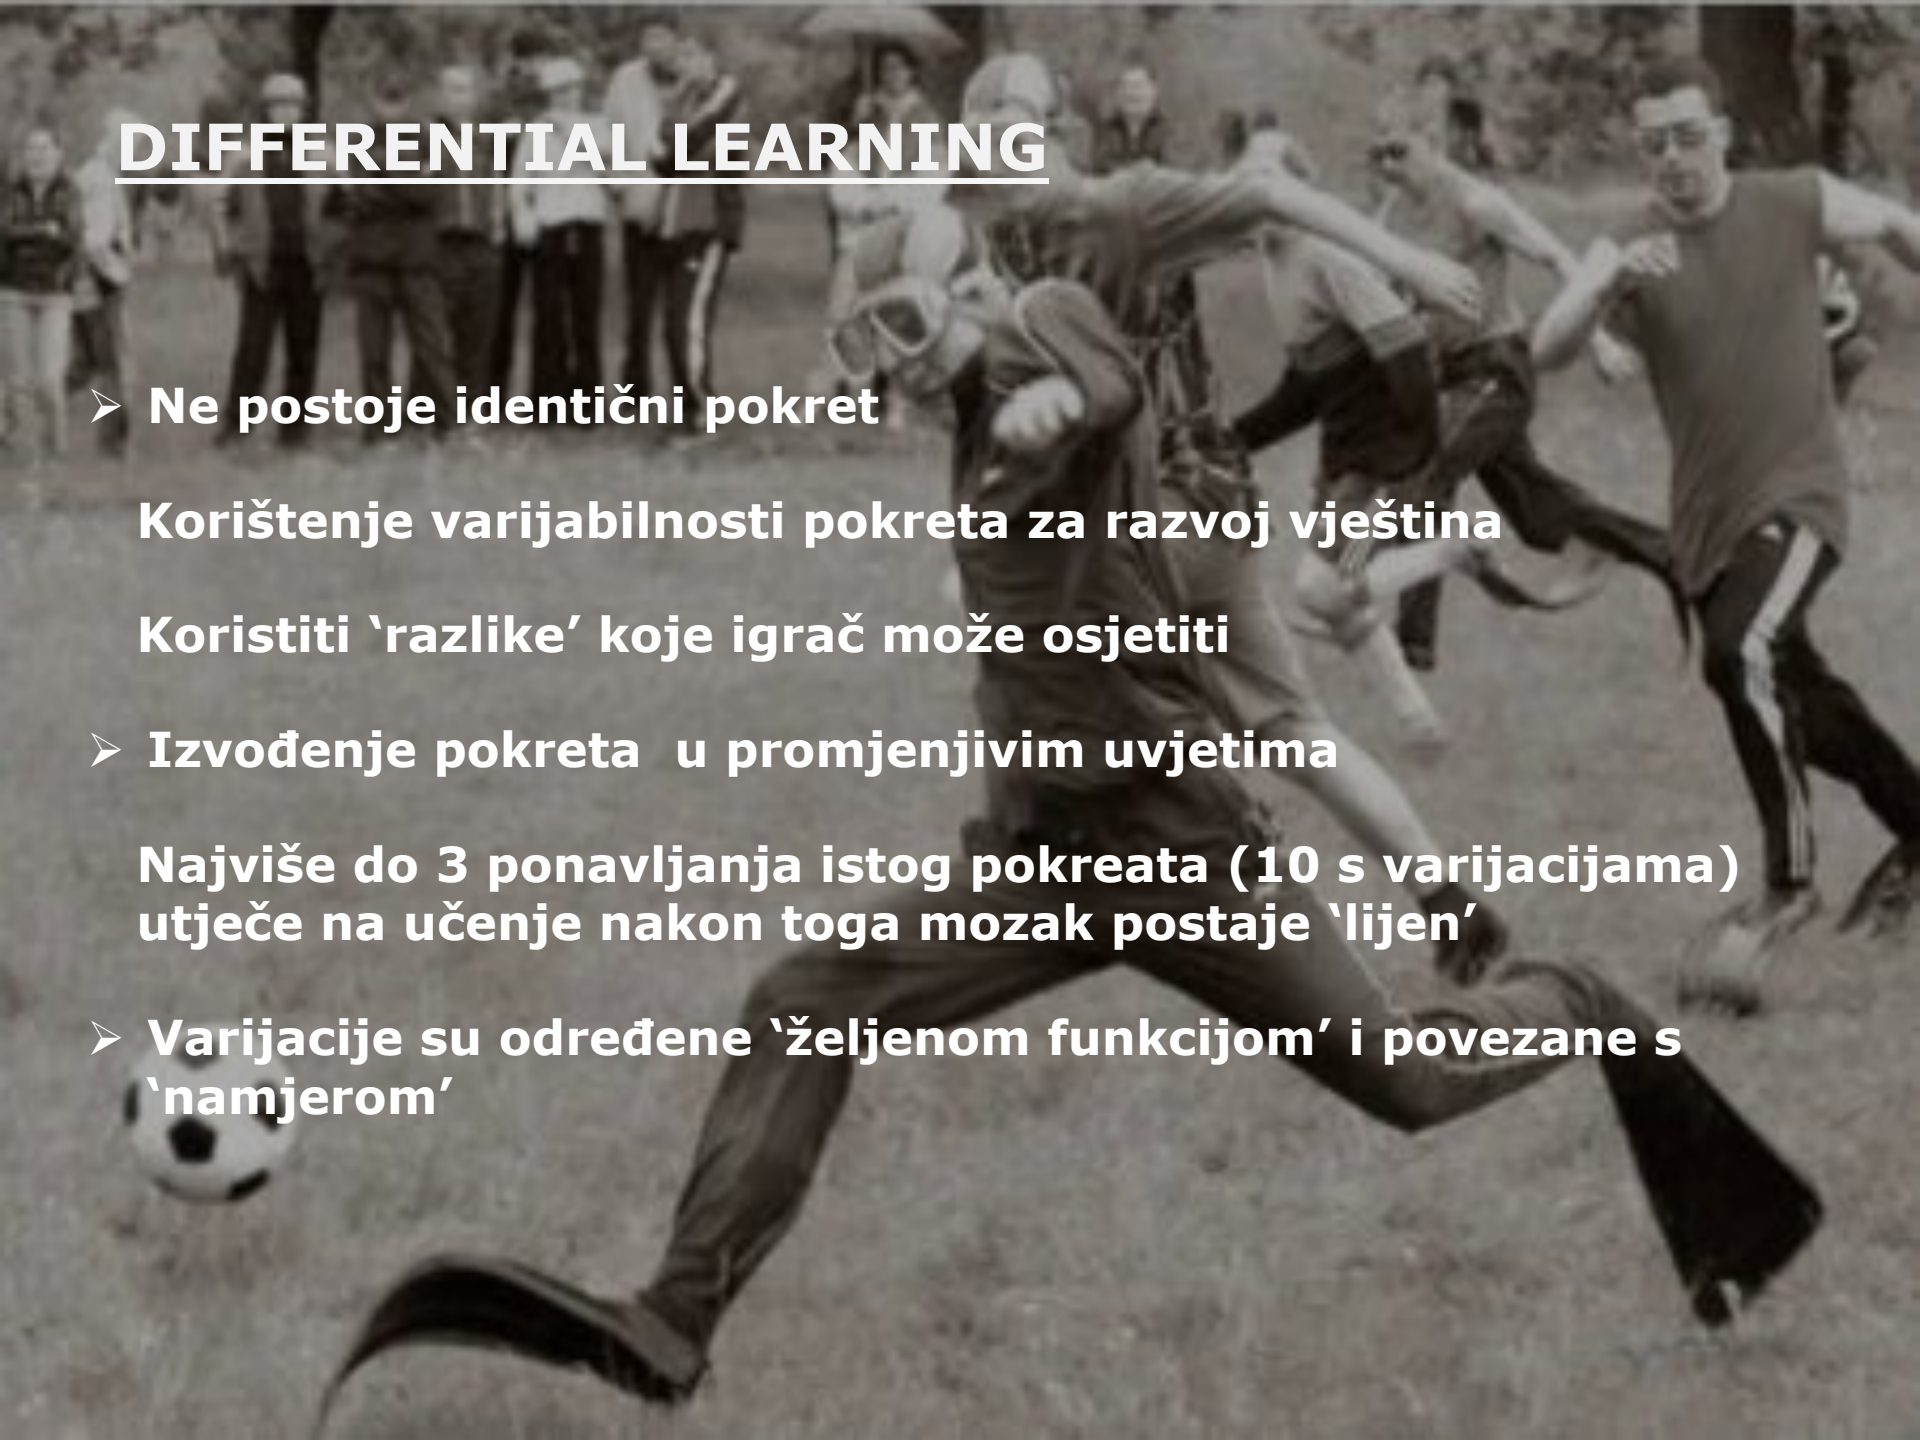 DIFFERENTIAL LEARNING
➢ Ne postoje identični pokret
Korištenje varijabilnosti pokreta za razvoj vještina
Koristiti ‘razlike’ koje igrač može osjetiti
➢ Izvođenje pokreta  u promjenjivim uvjetima
Najviše do 3 ponavljanja istog pokreata (10 s varijacijama)
utječe na učenje nakon toga mozak postaje ‘lijen’
➢ Varijacije su određene ‘željenom funkcijom’ i povezane s
‘namjerom’